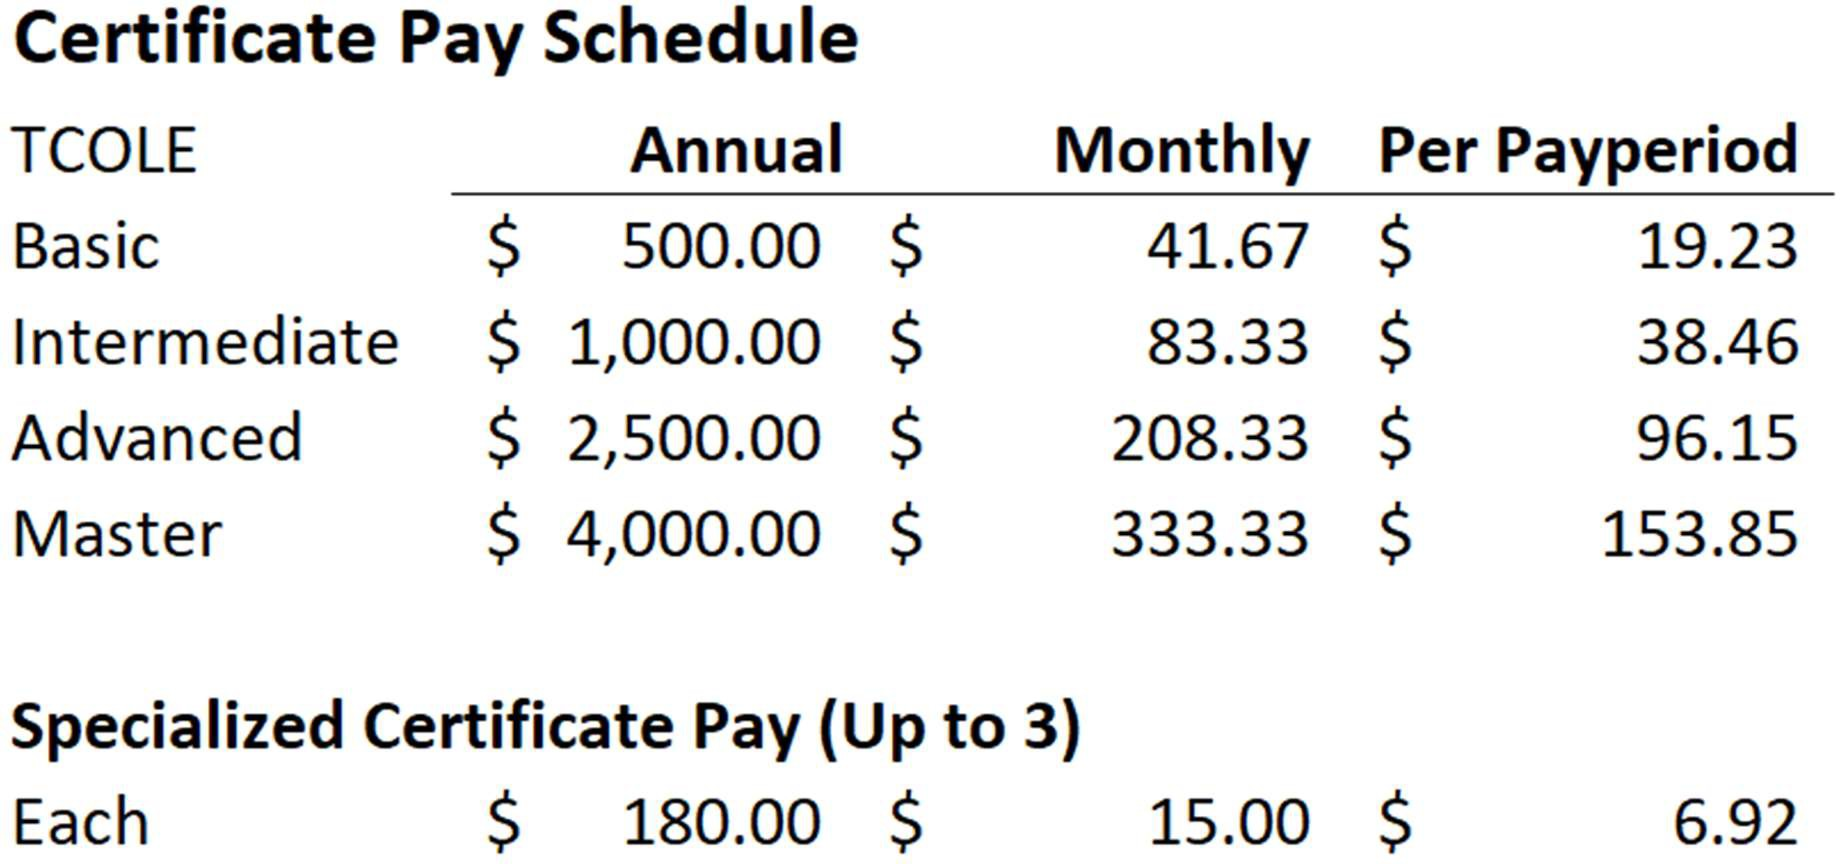 Certificate Pay Schedule
TCOLE Annual Monthly Per Payperiod
Basic $ 500.00 $ 41.67 $ 19.23
Intermediate $ 1,000.00 $ 83.33 $ 38.46
Advanced $ 2,500.00 $ 208.33 $ 96.15
Master $ 4,000.00 $ 333.33 $ 153.85
Specialized Certificate Pay (Up to 3)
Each $ 180.00 $ 15.00 $ 6.92